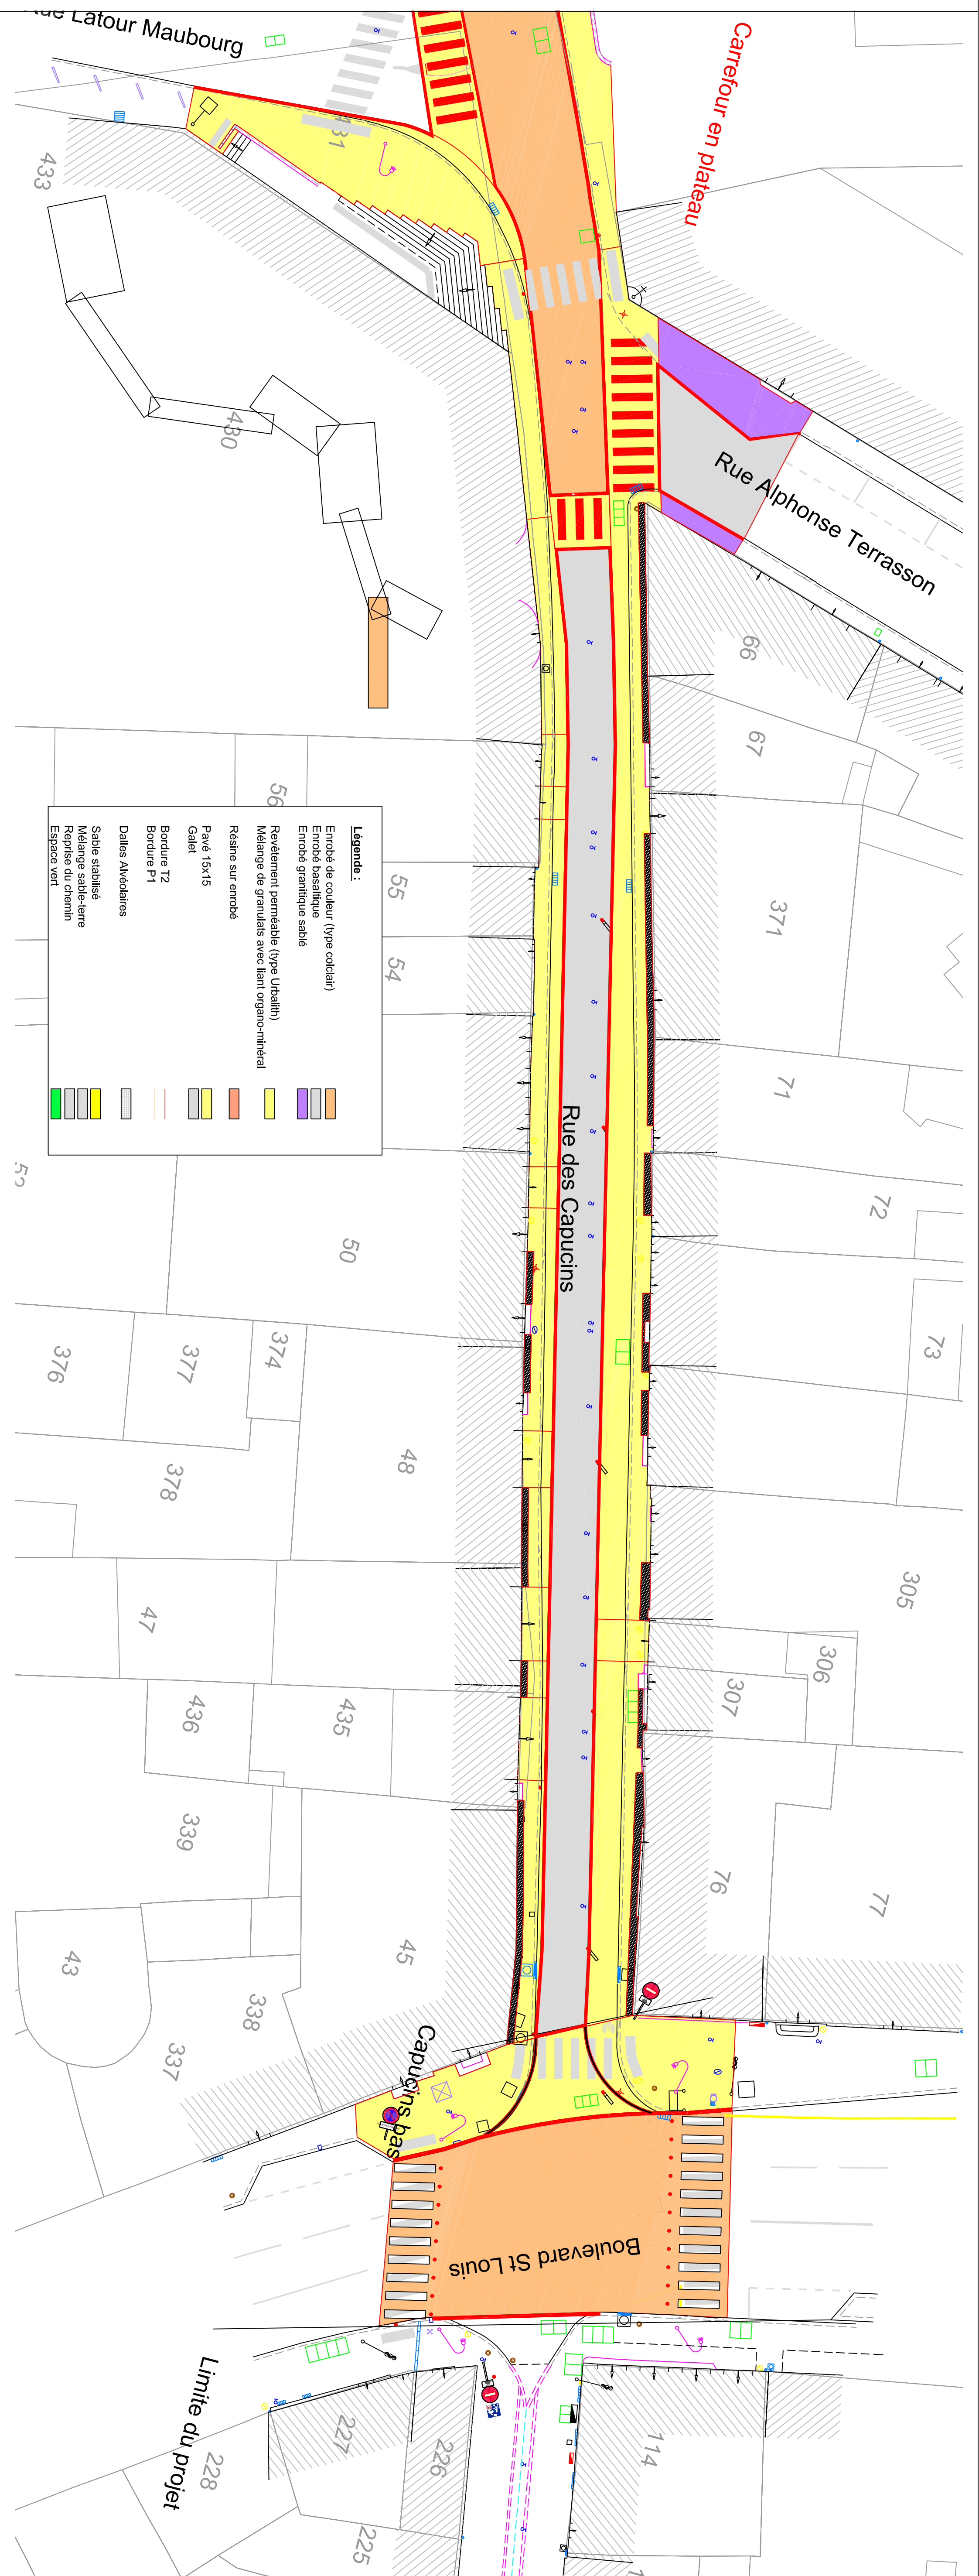 Rue Latour Maubourg
Carrefour en plateau
431
433
430
Rue Alphonse Terrasson
66
67
56
371
55
54
71
Légende :
Enrobé de couleur (type colclair)
Enrobé basaltique
Enrobé granitique sablé
Revêtement perméable (type Urbalith)
Mélange de granulats avec liant organo-minéral
Résine sur enrobé
Pavé 15x15
Galet
Bordure T2
Bordure P1
Dalles Alvéolaires
Sable stabilisé
Mélange sable-terre
Reprise du chemin
Espace vert
Rue des Capucins
72
50
73
374
377
376
48
378
305
47
306
307
435
436
339
76
77
45
43
338
337
Capucins bas
Boulevard St Louis
Limite du projet
114
226
227
228
225